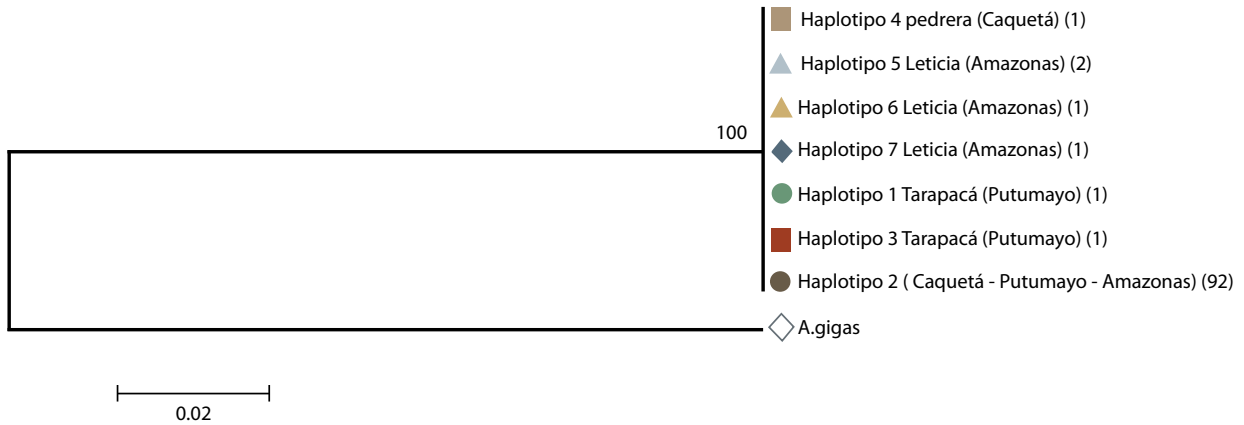 Haplotipo 4 pedrera (Caquetá) (1)
Haplotipo 5 Leticia (Amazonas) (2)
Haplotipo 6 Leticia (Amazonas) (1)
100
Haplotipo 7 Leticia (Amazonas) (1)
Haplotipo 1 Tarapacá (Putumayo) (1)
Haplotipo 3 Tarapacá (Putumayo) (1)
Haplotipo 2 ( Caquetá - Putumayo - Amazonas) (92)
A.gigas
0.02